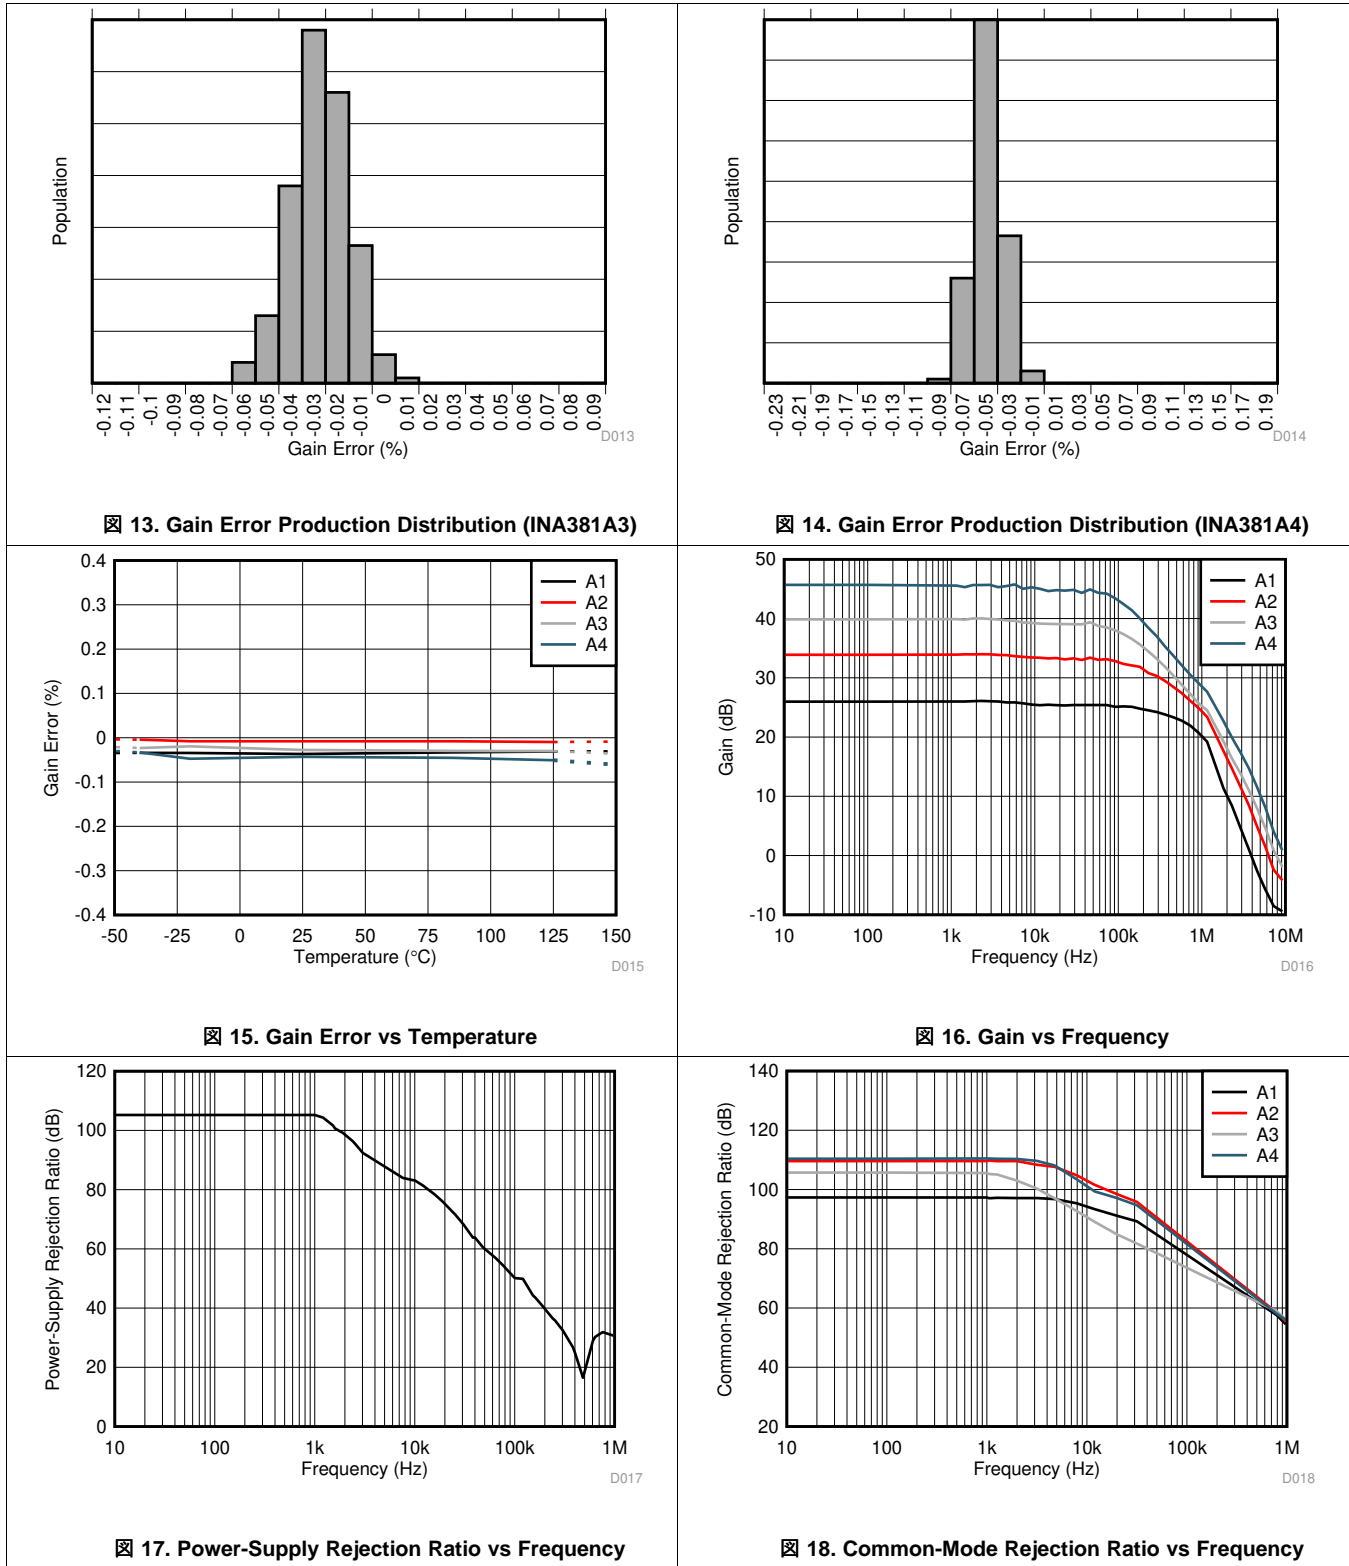 Population
-0.12
-0.11
-0.1
-0.09
-0.08
-0.07
-0.06
-0.05
-0.04
-0.03
-0.02
-0.01
0
0.01
0.02
0.03
0.04
0.05
0.06
0.07
0.08
0.09
Gain Error (%)
D013
図 13. Gain Error Production Distribution (INA381A3)
Population
-0.23
-0.21
-0.19
-0.17
-0.15
-0.13
-0.11
-0.09
-0.07
-0.05
-0.03
-0.01
0.01
0.03
0.05
0.07
0.09
0.11
0.13
0.15
0.17
0.19
Gain Error (%)
D014
図 14. Gain Error Production Distribution (INA381A4)
Gain Error (%)
0.4
0.3
0.2
0.1
0
-0.1
-0.2
-0.3
-0.4
A1
A2
A3
A4
-50 -25 0 25 50 75 100 125 150
Temperature (°C)
D015
図 15. Gain Error vs Temperature
Gain (dB)
50
40
30
20
10
0
-10
A1
A2
A3
A4
10 100 1k 10k 100k 1M 10M
Frequency (Hz)
D016
図 16. Gain vs Frequency
Power-Supply Rejection Ratio (dB)
120
100
80
60
40
20
0
10 100 1k 10k 100k 1M
Frequency (Hz)
D017
図 17. Power-Supply Rejection Ratio vs Frequency
Common-Mode Rejection Ratio (dB)
140
120
100
80
60
40
20
A1
A2
A3
A4
10 100 1k 10k 100k 1M
Frequency (Hz)
D018
図 18. Common-Mode Rejection Ratio vs Frequency